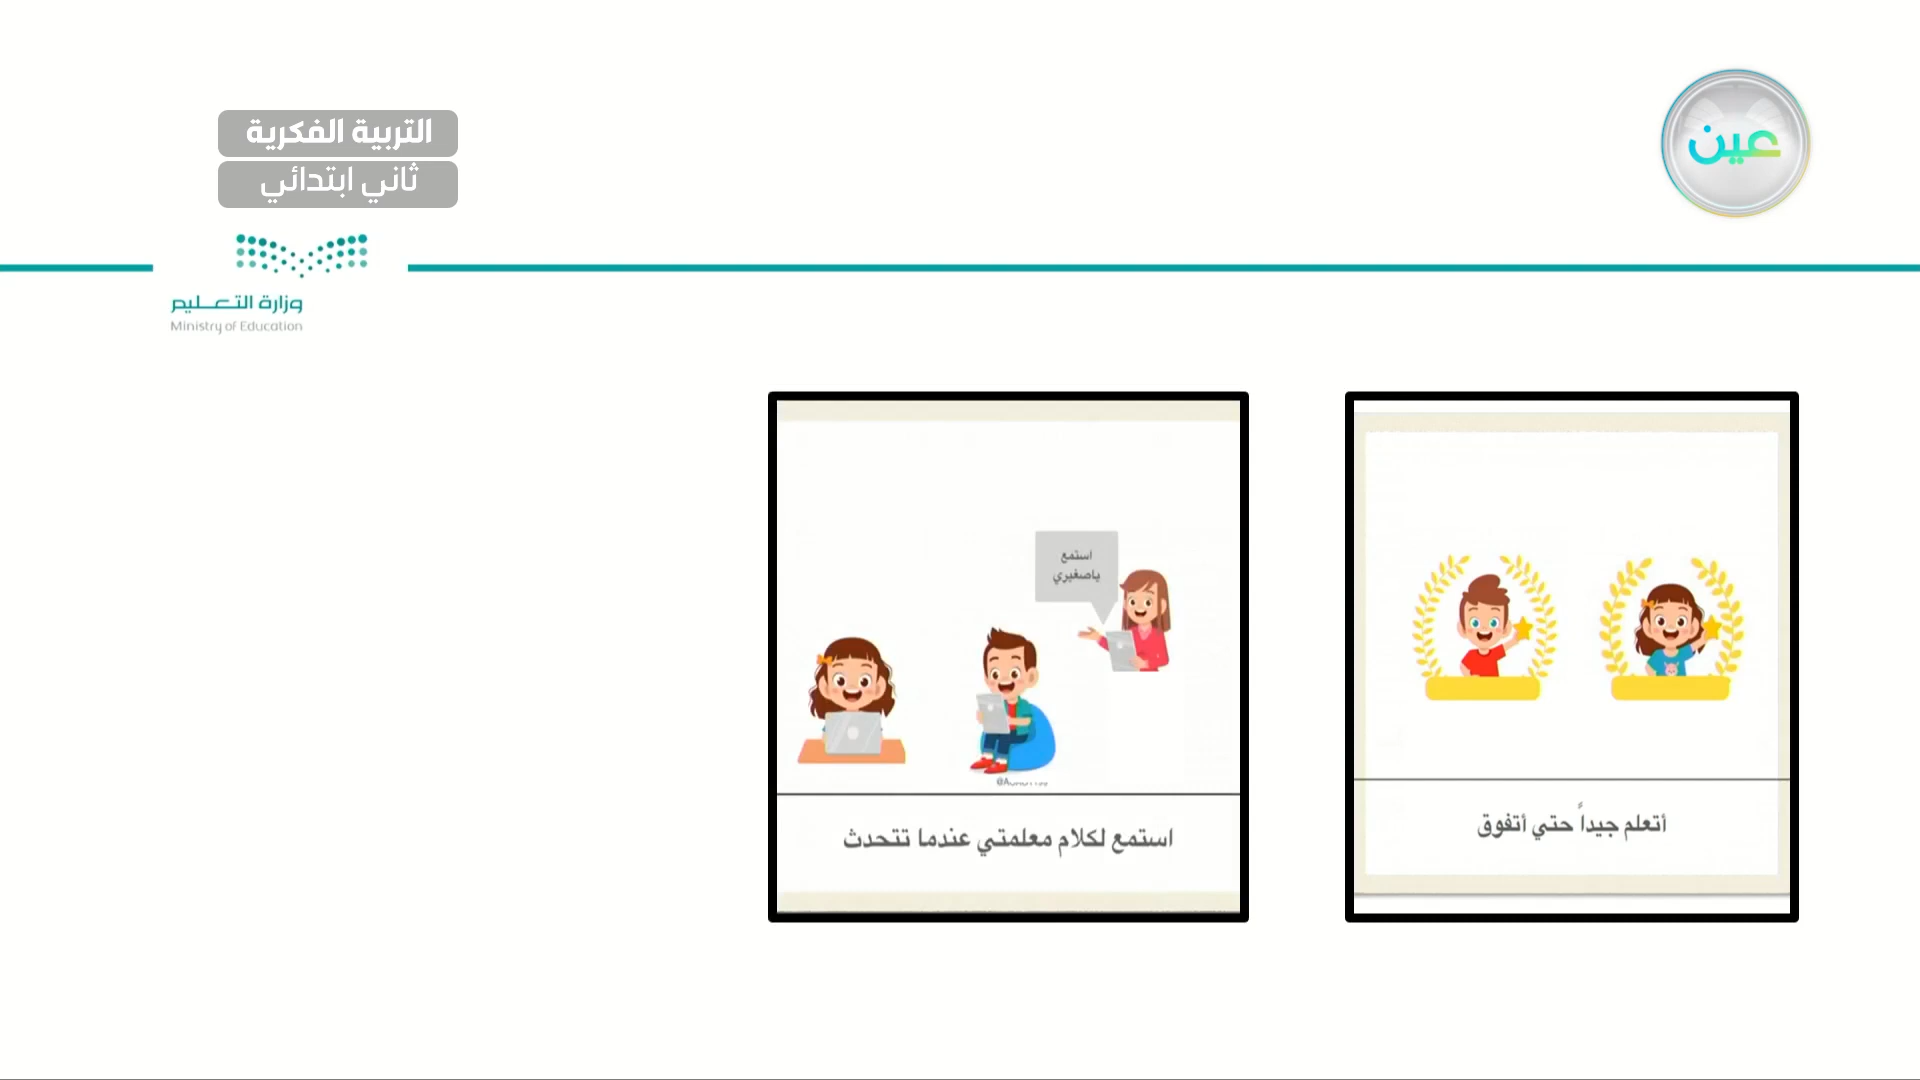 التربية الفكرية
ثاني ابتدائي
عين
وزارة التعليم
Ministry of Education
أتعلم جيداً حتي أتفوق
استمع
ياصغيري
استمع لكلام معلمتي عندما تتحدث